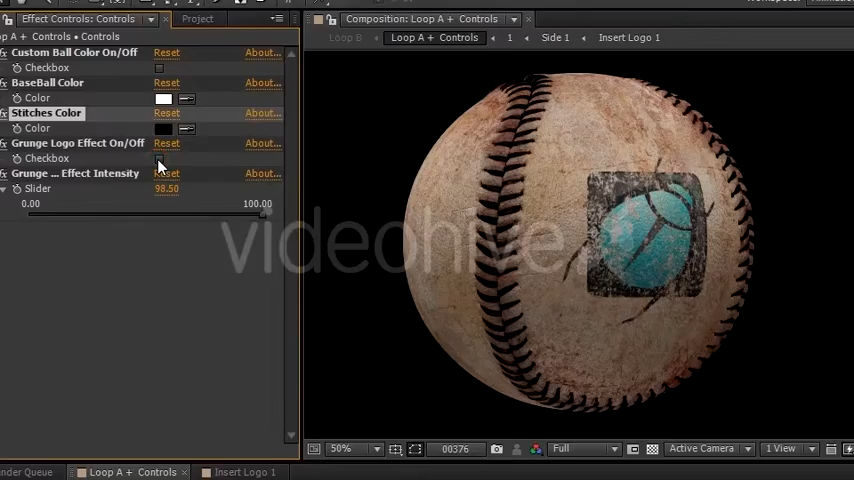 Effect Controls: Controls
Project
Composition: Loop A + Controls
Loop B
Loop A + Controls
1
Side 1
Insert Logo 1
Loop A + Controls • Controls
Custom Ball Color On/Off Reset About...
Checkbox
BaseBall Color Reset About...
Color
Stitches Color Reset About...
Color
Grunge Logo Effect On/Off Reset About...
Checkbox
Grunge ... Effect Intensity Reset About...
Slider 98.50
0.00 100.00
videohive
50%
00376
Full
Active Camera
1 View
Loop A + Controls
Insert Logo 1